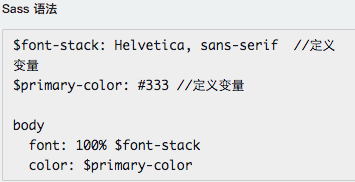 Sass 语法
$font-stack: Helvetica, sans-serif  //定义
变量
$primary-color: #333 //定义变量

body
  font: 100% $font-stack
  color: $primary-color